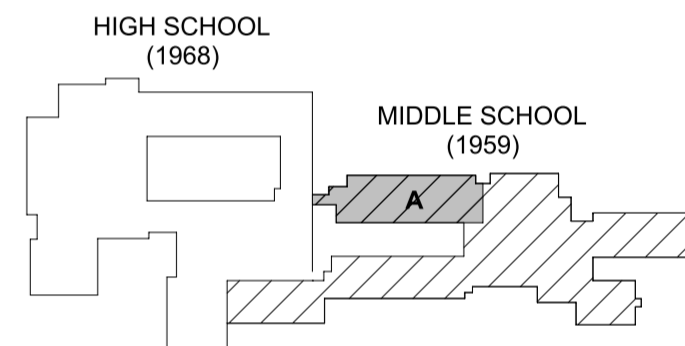 HIGH SCHOOL
(1968)
MIDDLE SCHOOL
(1959)
A